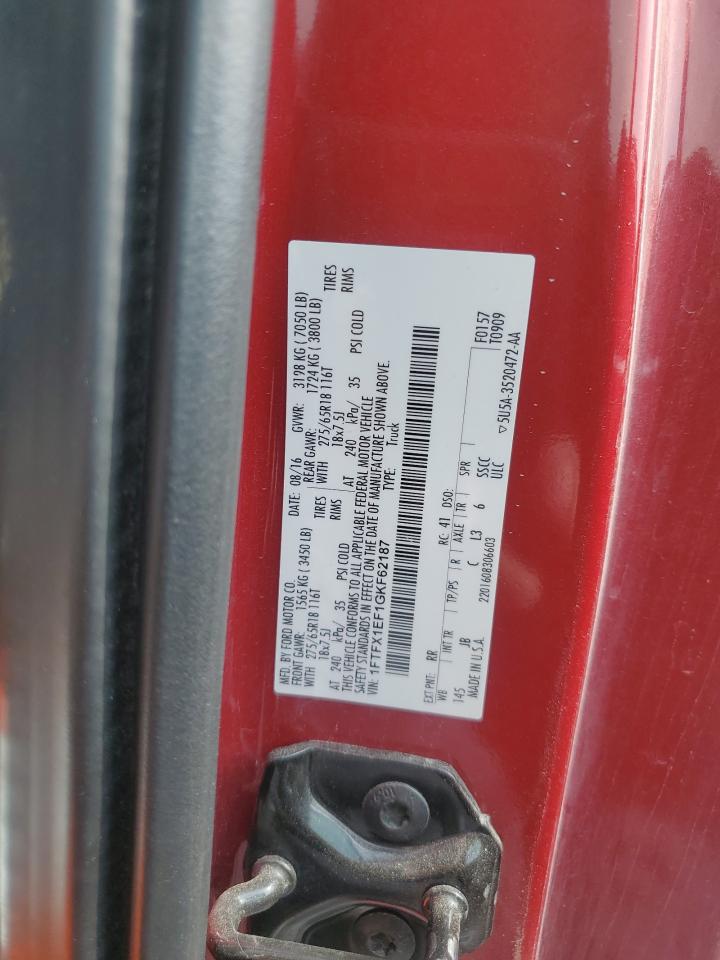 MFD. BY FORD MOTOR CO. DATE: 08/16 GVWR: 3198 KG ( 7050 LB)
FRONT GAWR: 1565 KG ( 3450 LB) REAR GAWR: 1724 KG ( 3800 LB)
WITH 275/65R18 116T TIRES WITH 275/65R18 116T TIRES
18x7.5J RIMS 18x7.5J RIMS
AT 240 kPa/ 35 PSI COLD AT 240 kPa/ 35 PSI COLD
THIS VEHICLE CONFORMS TO ALL APPLICABLE FEDERAL MOTOR VEHICLE
SAFETY STANDARDS IN EFFECT ON THE DATE OF MANUFACTURE SHOWN ABOVE.
VIN: 1FTFX1EF1GKF62187 TYPE: Truck
EXT PNT: RR RC: 41 DSO: F0157
WB INT TR TP/PS R AXLE TR SPR T0909
145 JB C L3 6 SSCC ▽5U5A-3520472-AA
MADE IN U.S.A. 2201608306603 ULC